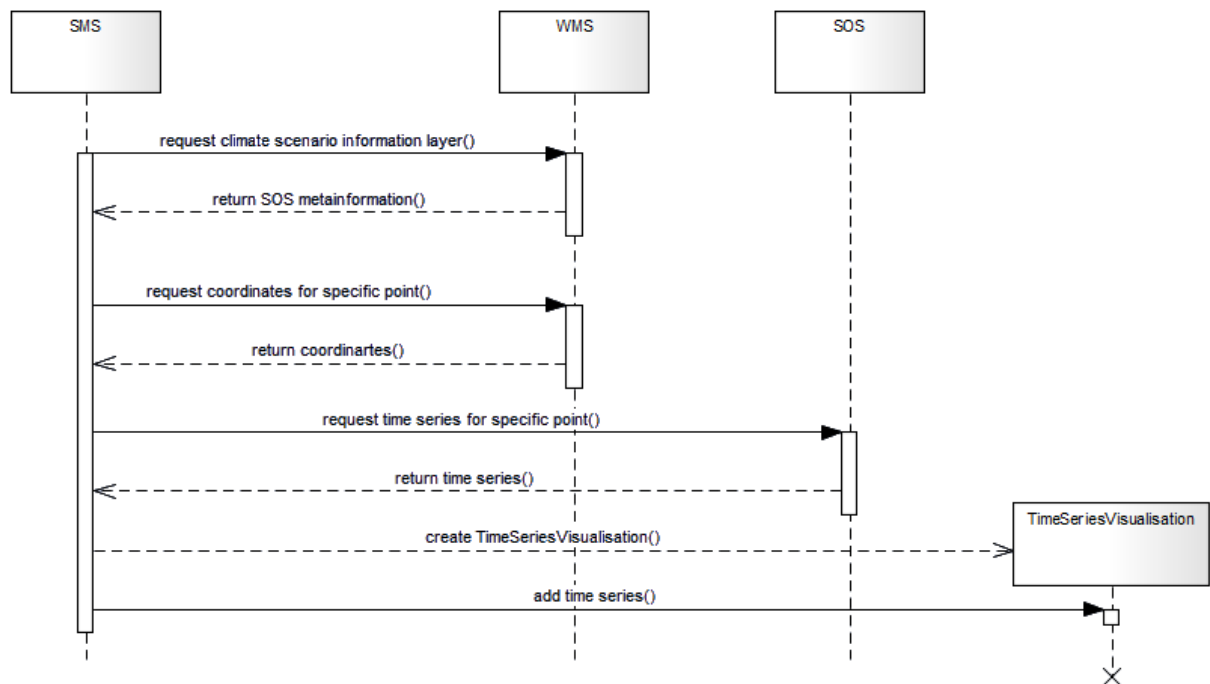 SMS
WMS
SOS
request climate scenario information layer()
return SOS metainformation()
request coordinates for specific point()
return coordinartes()
request time series for specific point()
return time series()
TimeSeriesVisualisation
create TimeSeriesVisualisation()
add time series()